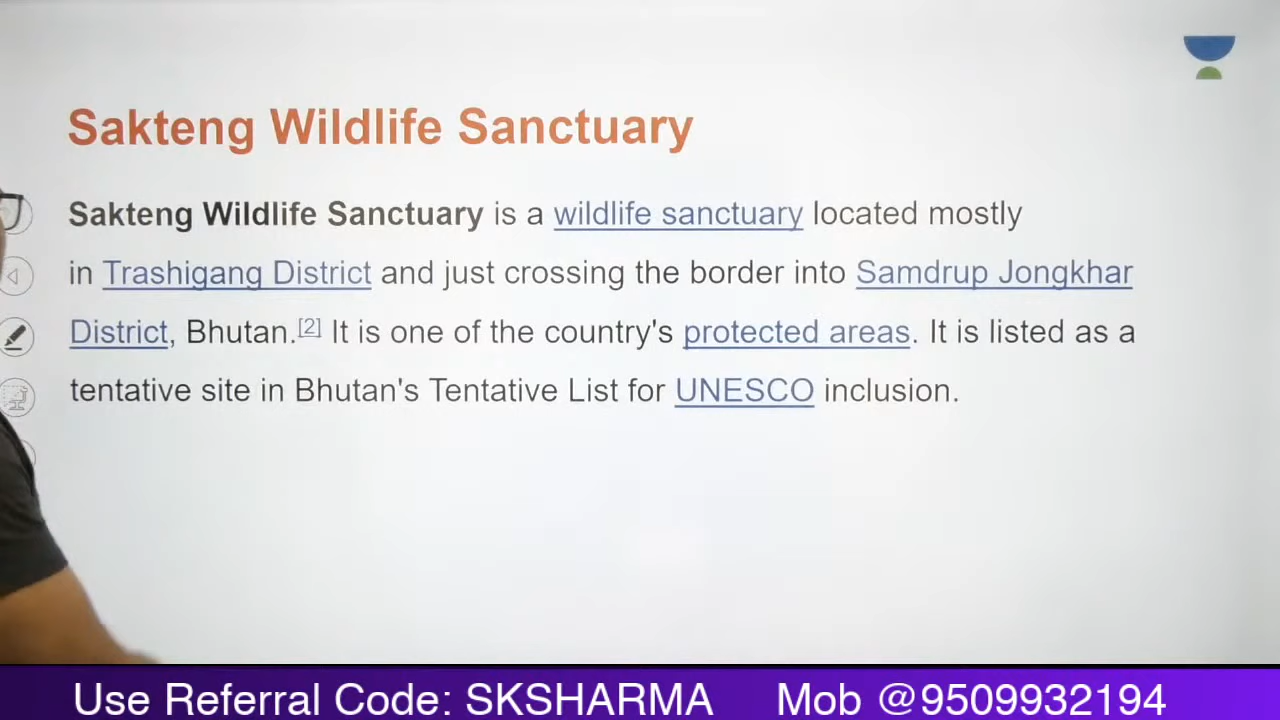 Sakteng Wildlife Sanctuary
Sakteng Wildlife Sanctuary is a wildlife sanctuary located mostly
in Trashigang District and just crossing the border into Samdrup Jongkhar
District, Bhutan.[2] It is one of the country's protected areas. It is listed as a
tentative site in Bhutan's Tentative List for UNESCO inclusion.
Use Referral Code: SKSHARMA Mob @9509932194